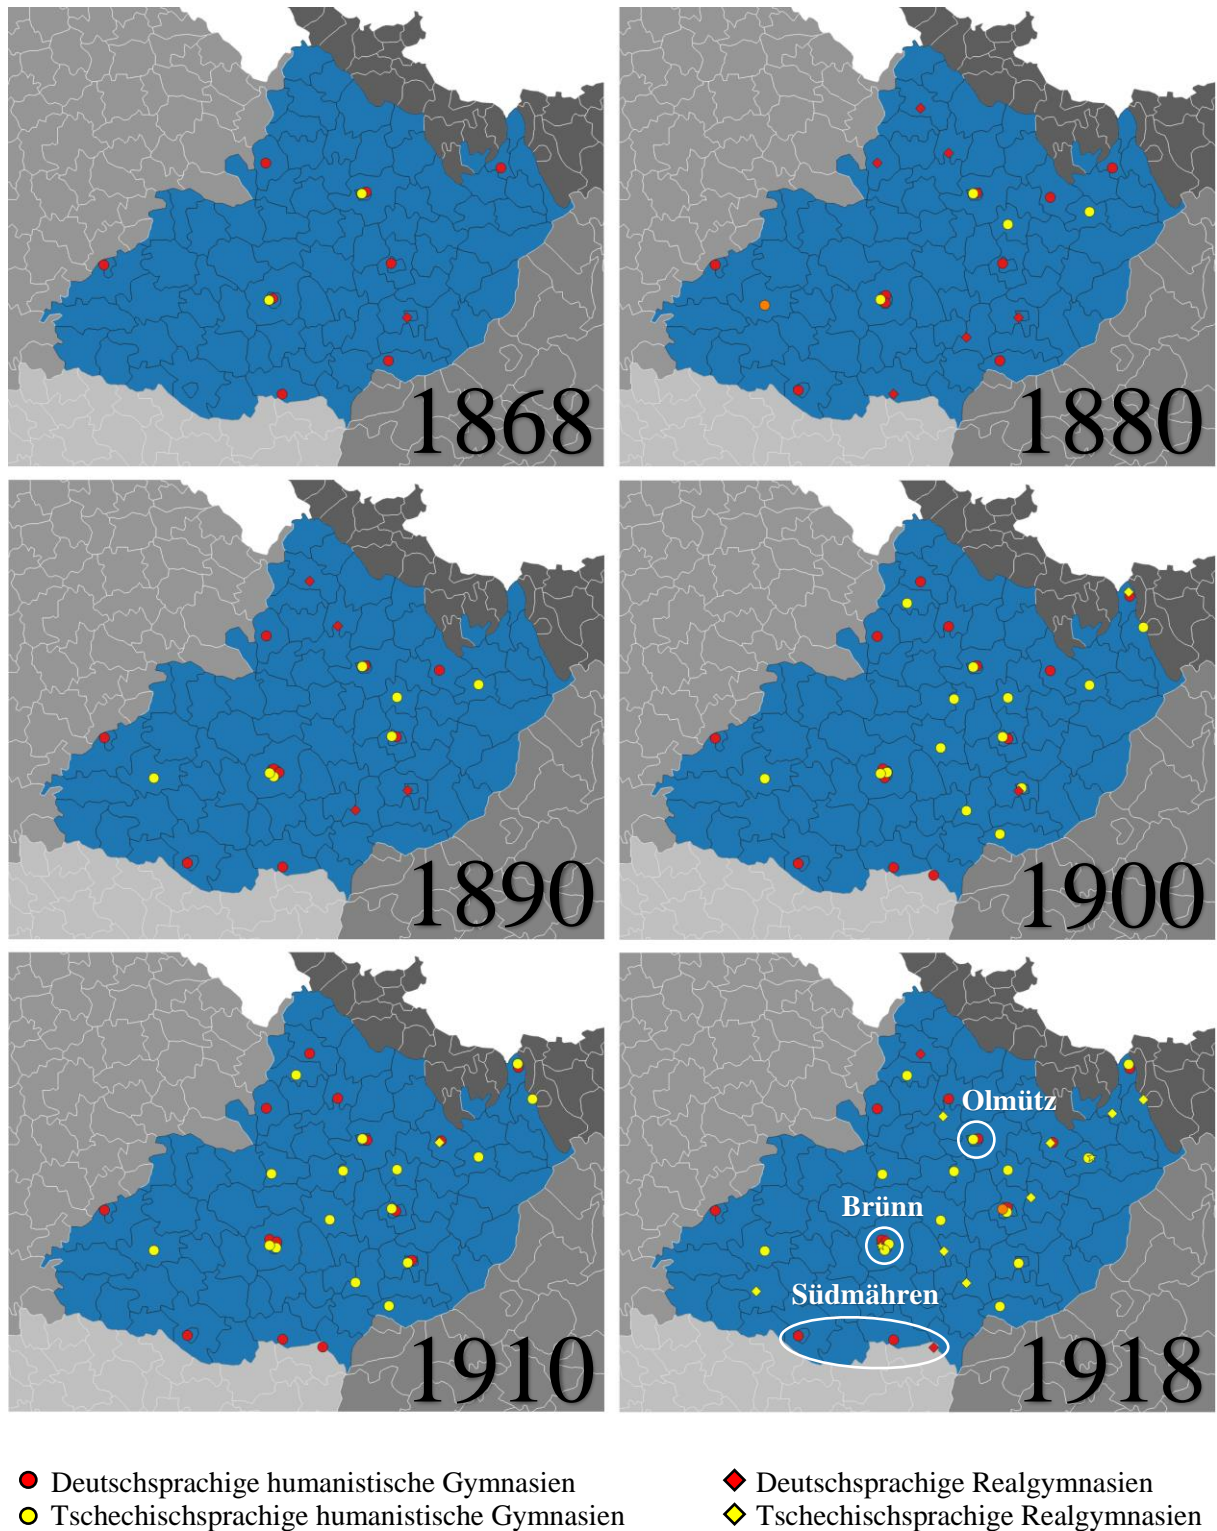 1868
1880
1890
1900
1910
Olmütz
Brünn
Südmähren
1918
Deutschsprachige humanistische Gymnasien
Deutschsprachige Realgymnasien
Tschechischsprachige humanistische Gymnasien
Tschechischsprachige Realgymnasien